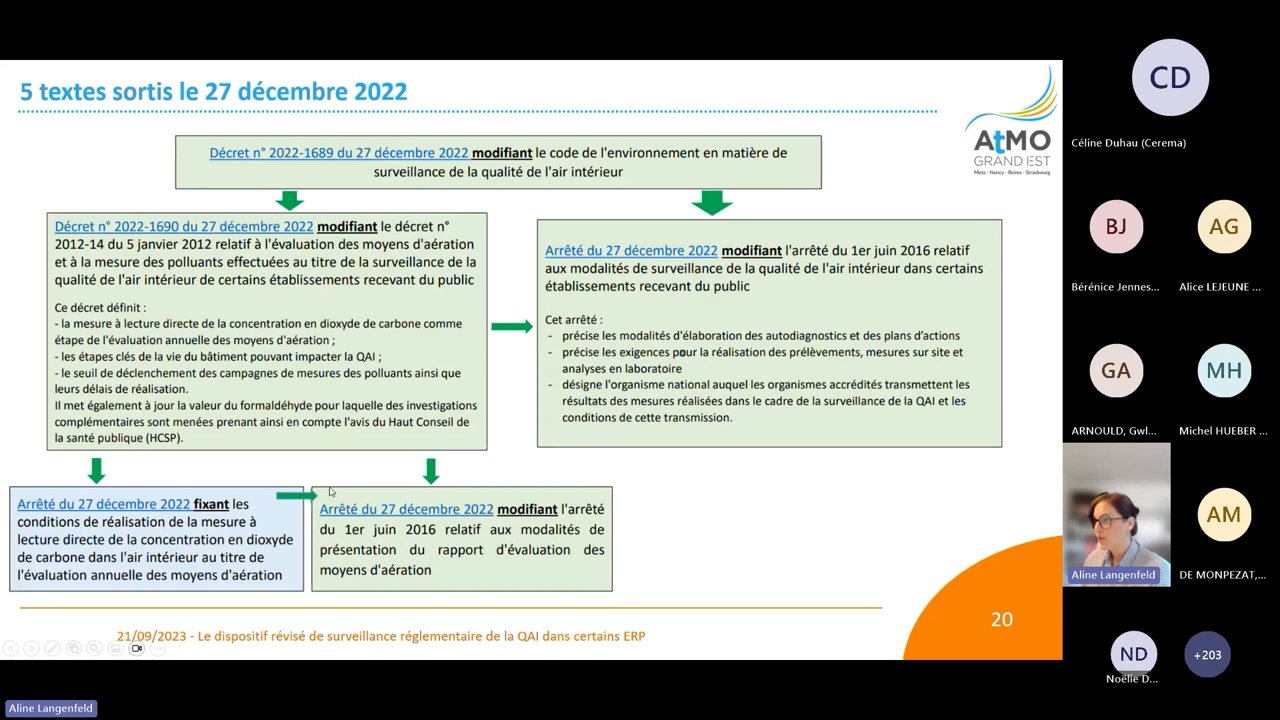 5 textes sortis le 27 décembre 2022
AtMO
GRAND EST
Metz - Nancy - Reims - Strasbourg
Décret n° 2022-1689 du 27 décembre 2022 modifiant le code de l'environnement en matière de
surveillance de la qualité de l'air intérieur
Décret n° 2022-1690 du 27 décembre 2022 modifiant le décret n°
2012-14 du 5 janvier 2012 relatif à l'évaluation des moyens d'aération
et à la mesure des polluants effectuées au titre de la surveillance de la
qualité de l'air intérieur de certains établissements recevant du public
Ce décret définit :
- la mesure à lecture directe de la concentration en dioxyde de carbone comme
étape de l'évaluation annuelle des moyens d'aération ;
- les étapes clés de la vie du bâtiment pouvant impacter la QAI ;
- le seuil de déclenchement des campagnes de mesures des polluants ainsi que
leurs délais de réalisation.
Il met également à jour la valeur du formaldéhyde pour laquelle des investigations
complémentaires sont menées prenant ainsi en compte l'avis du Haut Conseil de
la santé publique (HCSP).
Arrêté du 27 décembre 2022 modifiant l'arrêté du 1er juin 2016 relatif
aux modalités de surveillance de la qualité de l'air intérieur dans certains
établissements recevant du public
Cet arrêté :
- précise les modalités d'élaboration des autodiagnostics et des plans d'actions
- précise les exigences pour la réalisation des prélèvements, mesures sur site et
analyses en laboratoire
- désigne l'organisme national auquel les organismes accrédités transmettent les
résultats des mesures réalisées dans le cadre de la surveillance de la QAI et les
conditions de cette transmission.
Arrêté du 27 décembre 2022 fixant les
conditions de réalisation de la mesure à
lecture directe de la concentration en dioxyde
de carbone dans l'air intérieur au titre de
l'évaluation annuelle des moyens d'aération
Arrêté du 27 décembre 2022 modifiant l'arrêté
du 1er juin 2016 relatif aux modalités de
présentation du rapport d'évaluation des
moyens d'aération
21/09/2023 - Le dispositif révisé de surveillance réglementaire de la QAI dans certains ERP
20
CD
Céline Duhau (Cerema)
BJ
AG
Bérénice Jennes...
Alice LEJEUNE ...
GA
MH
ARNOULD, Gwl...
Michel HUEBER ...
AM
Aline Langenfeld
DE MONPEZAT,...
ND
+203
Noëlie D...
Aline Langenfeld